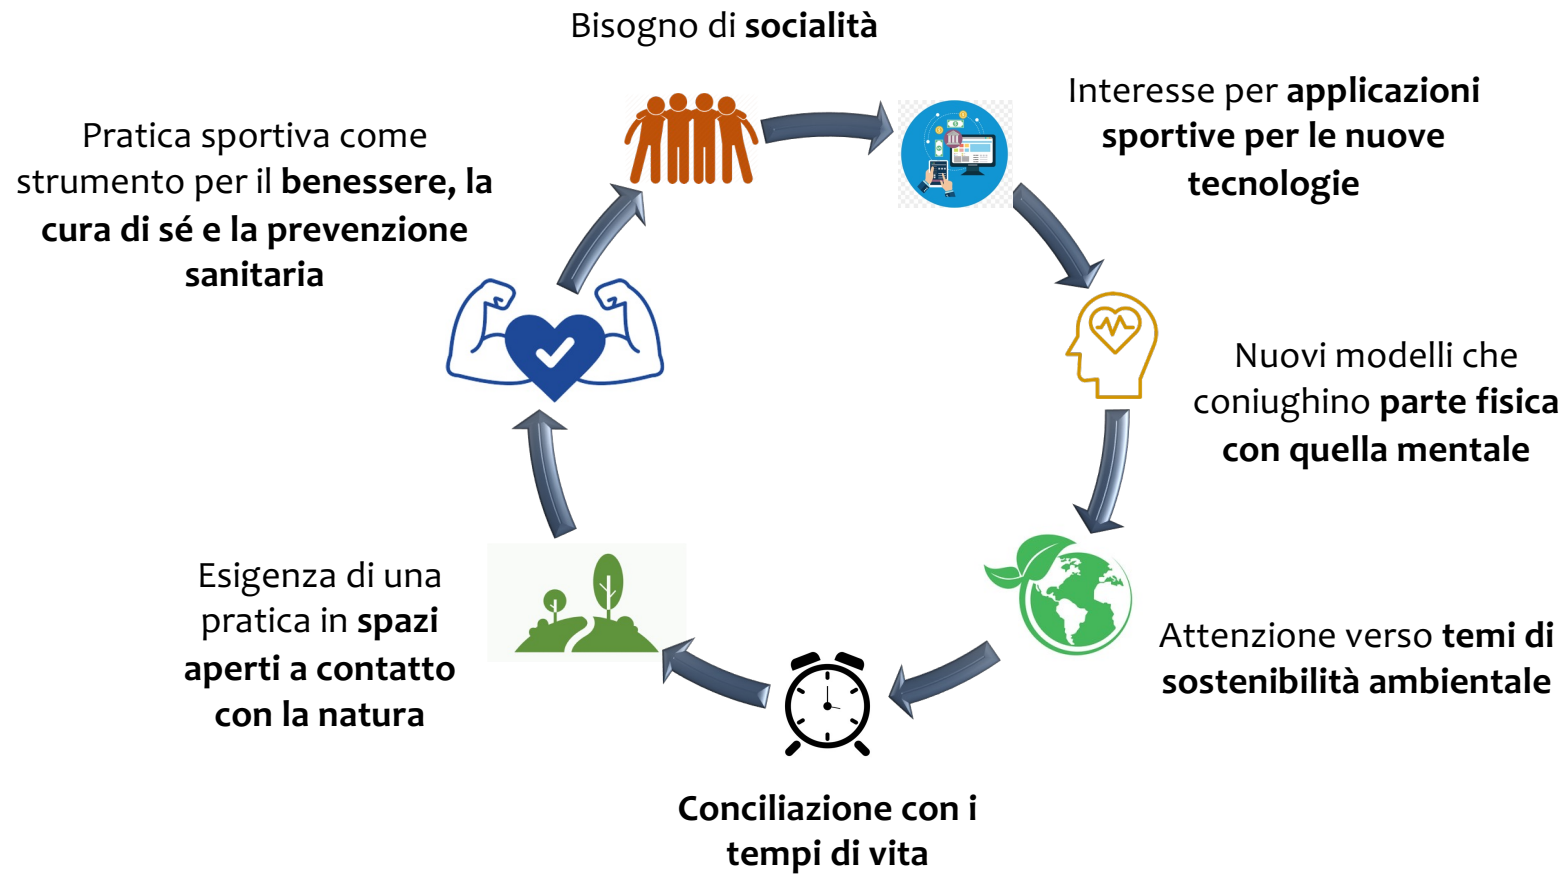 Bisogno di socialità
Interesse per applicazioni
sportive per le nuove
tecnologie
Nuovi modelli che
coniughino parte fisica
con quella mentale
Attenzione verso temi di
sostenibilità ambientale
Conciliazione con i
tempi di vita
Esigenza di una
pratica in spazi
aperti a contatto
con la natura
Pratica sportiva come
strumento per il benessere, la
cura di sé e la prevenzione
sanitaria